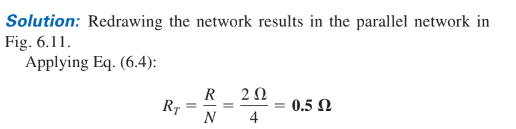 Solution: Redrawing the network results in the parallel network in
Fig. 6.11.
Applying Eq. (6.4):
R_T = R/N = 2 Ω/4 = 0.5 Ω